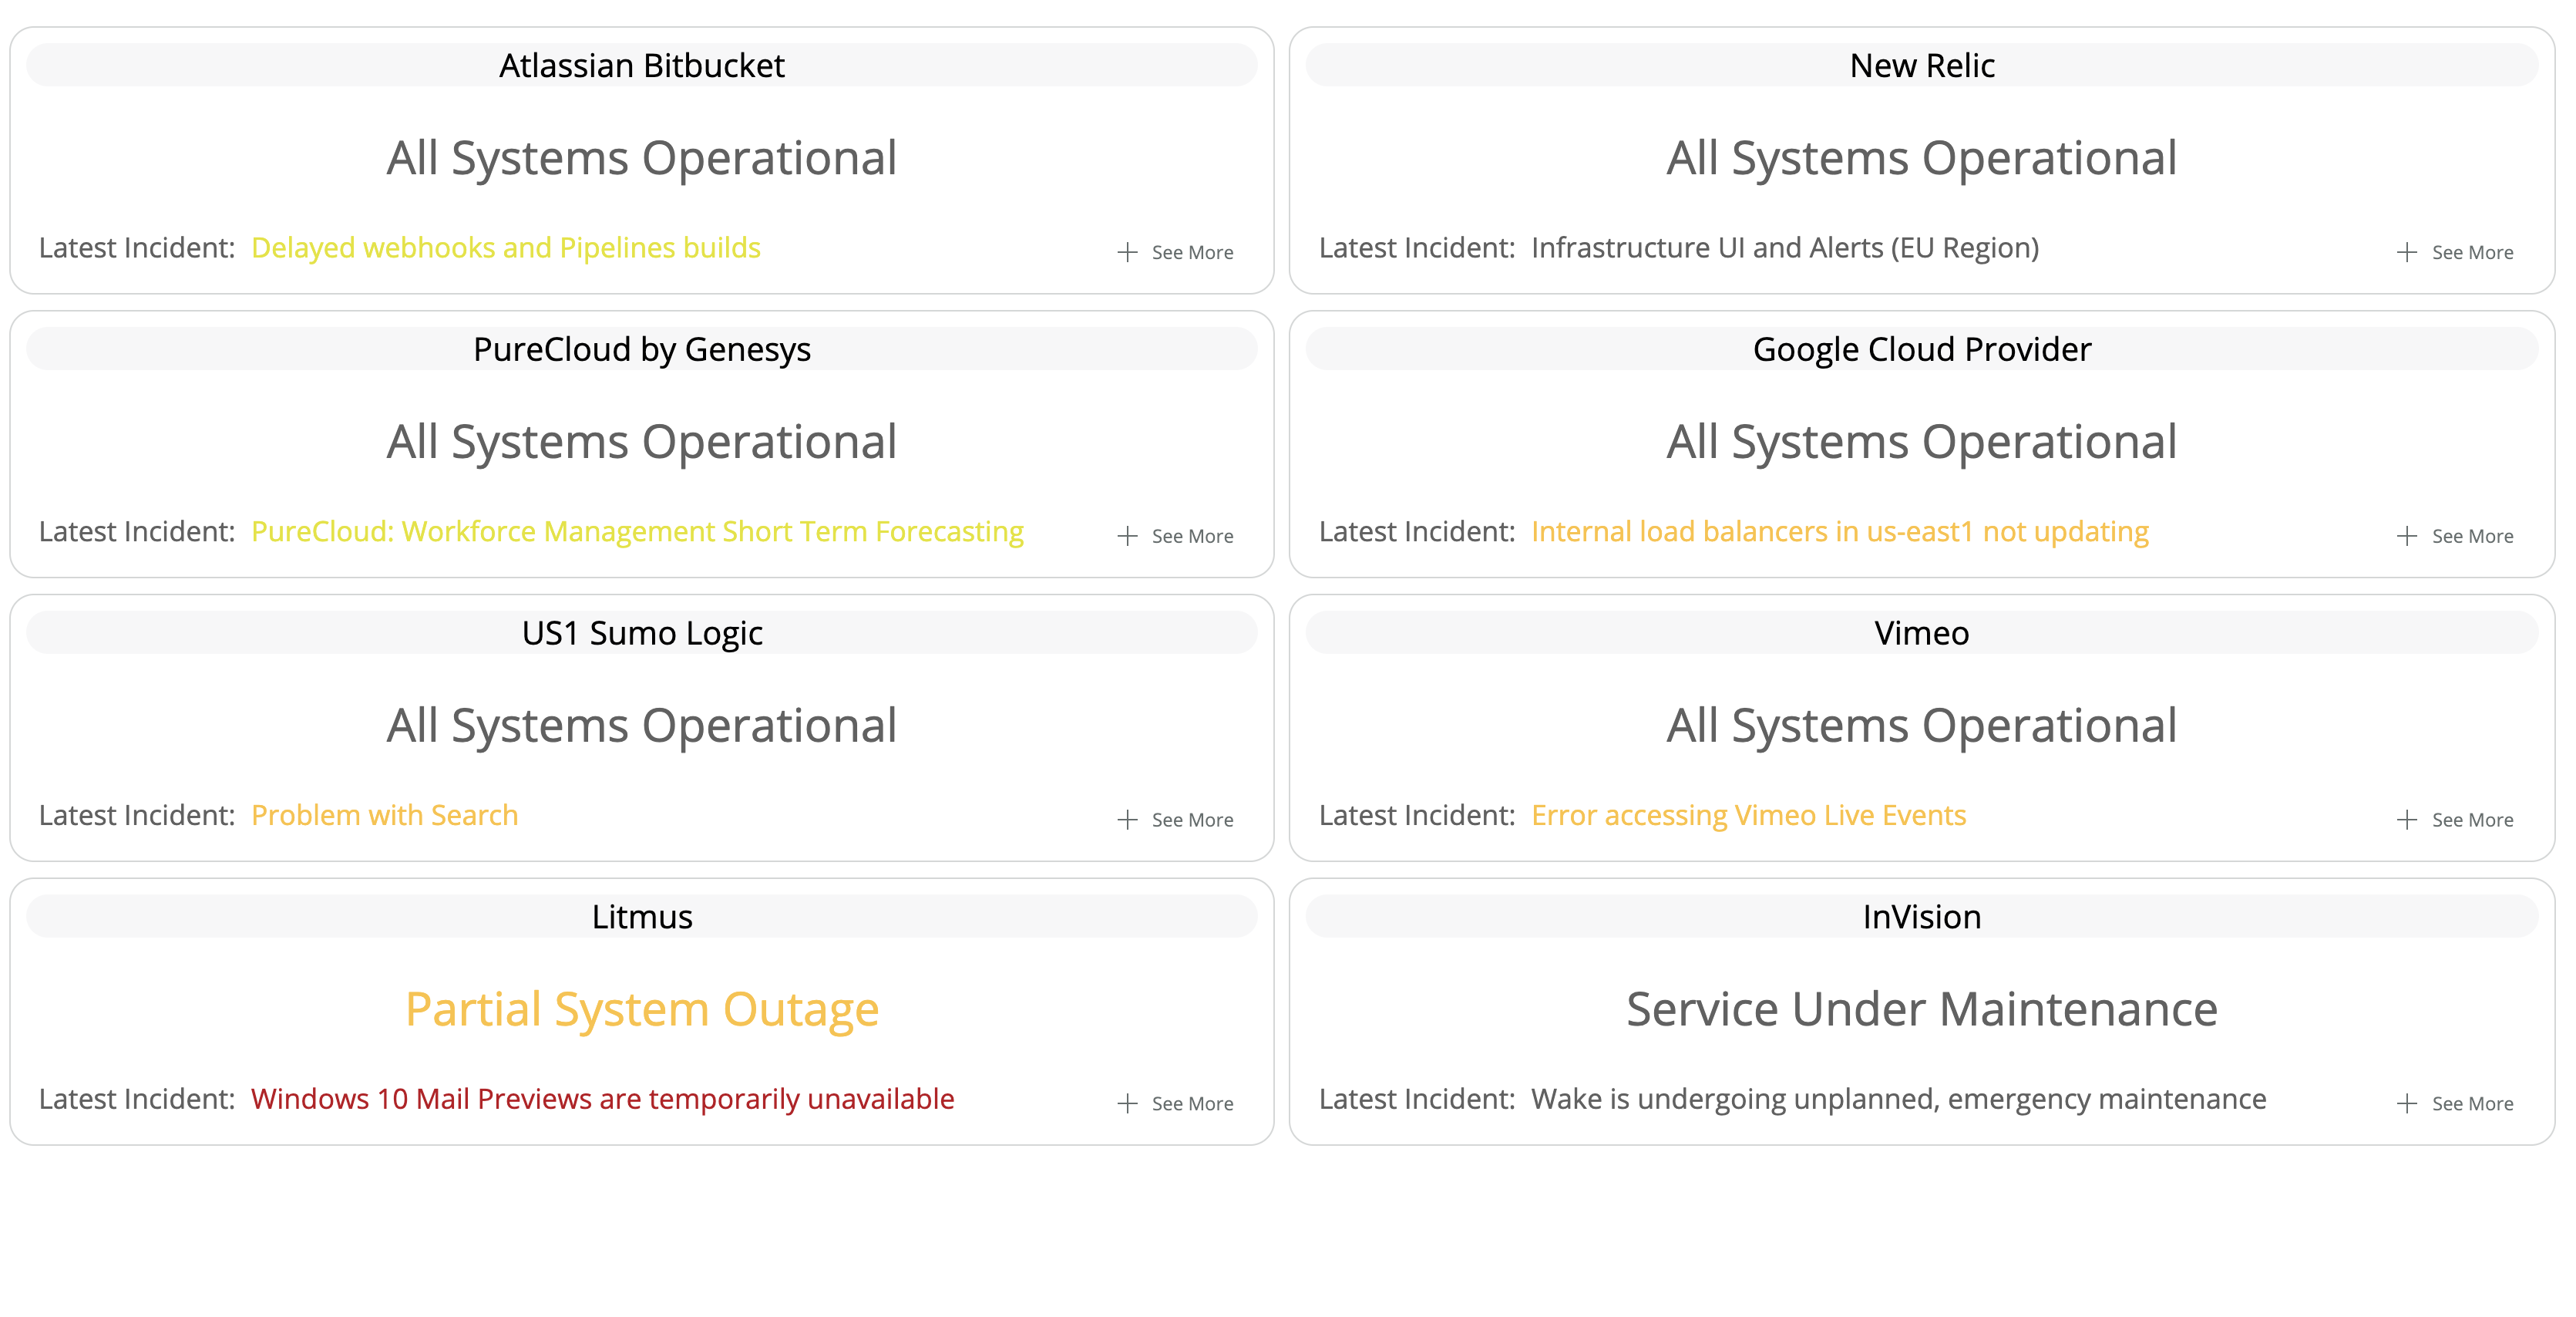 Atlassian Bitbucket
All Systems Operational
Latest Incident: Delayed webhooks and Pipelines builds
See More
New Relic
All Systems Operational
Latest Incident: Infrastructure UI and Alerts (EU Region)
See More
PureCloud by Genesys
All Systems Operational
Latest Incident: PureCloud: Workforce Management Short Term Forecasting
See More
Google Cloud Provider
All Systems Operational
Latest Incident: Internal load balancers in us-east1 not updating
See More
US1 Sumo Logic
All Systems Operational
Latest Incident: Problem with Search
See More
Vimeo
All Systems Operational
Latest Incident: Error accessing Vimeo Live Events
See More
Litmus
Partial System Outage
Latest Incident: Windows 10 Mail Previews are temporarily unavailable
See More
InVision
Service Under Maintenance
Latest Incident: Wake is undergoing unplanned, emergency maintenance
See More